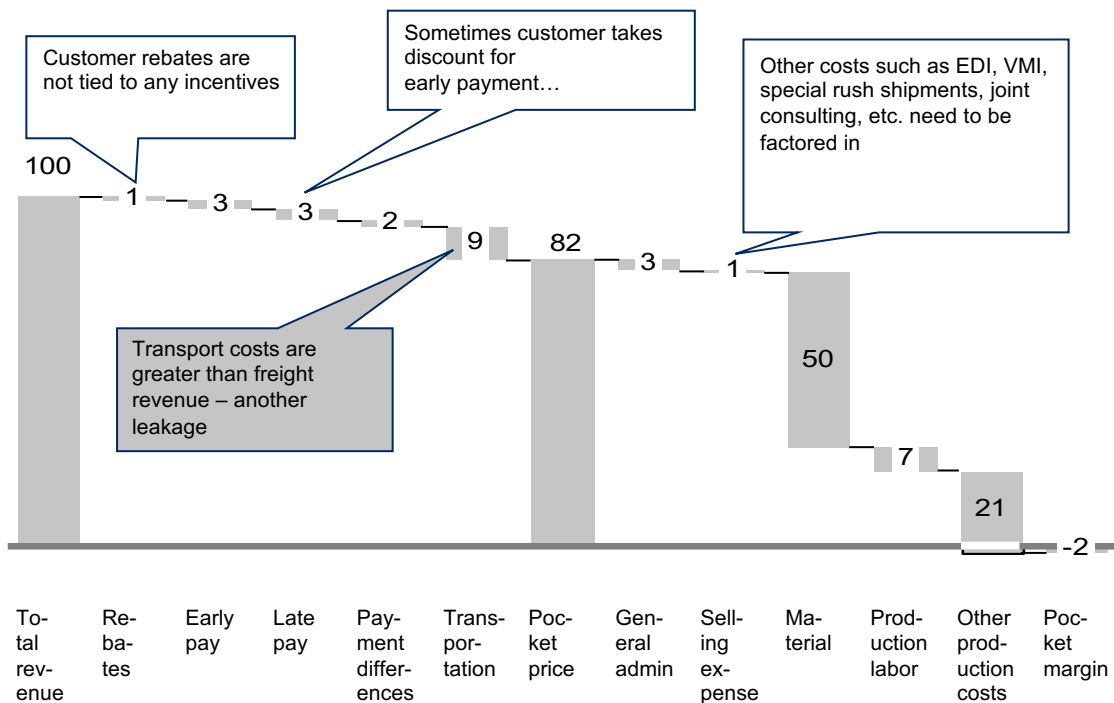 Customer rebates are
not tied to any incentives
Sometimes customer takes
discount for
early payment…
Other costs such as EDI, VMI,
special rush shipments, joint
consulting, etc. need to be
factored in
100
1
3
3
2
9
82
3
1
50
7
21
-2
Transport costs are
greater than freight
revenue – another
leakage
To-
tal
rev-
enue
Re-
ba-
tes
Early
pay
Late
pay
Pay-
ment
differ-
ences
Trans-
por-
tation
Poc-
ket
price
Gen-
eral
admin
Sell-
ing
ex-
pense
Ma-
terial
Prod-
uction
labor
Other
prod-
uction
costs
Poc-
ket
margin